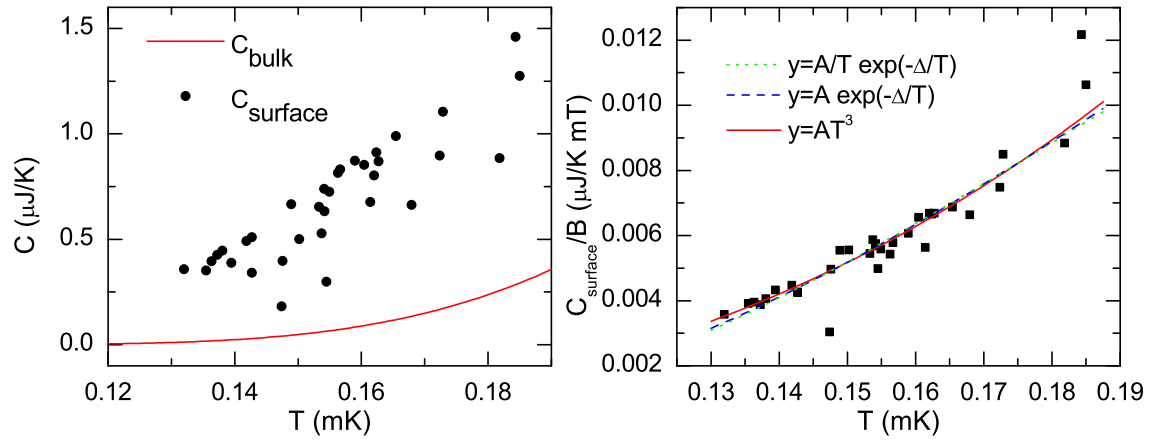 1.5
1.0
0.5
0.0
C (μJ/K)
C_bulk
C_surface
0.12 0.14 0.16 0.18
T (mK)
0.012
0.010
0.008
0.006
0.004
0.002
C_surface/B (μJ/K mT)
y=A/T exp(-Δ/T)
y=A exp(-Δ/T)
y=AT³
0.13 0.14 0.15 0.16 0.17 0.18 0.19
T (mK)